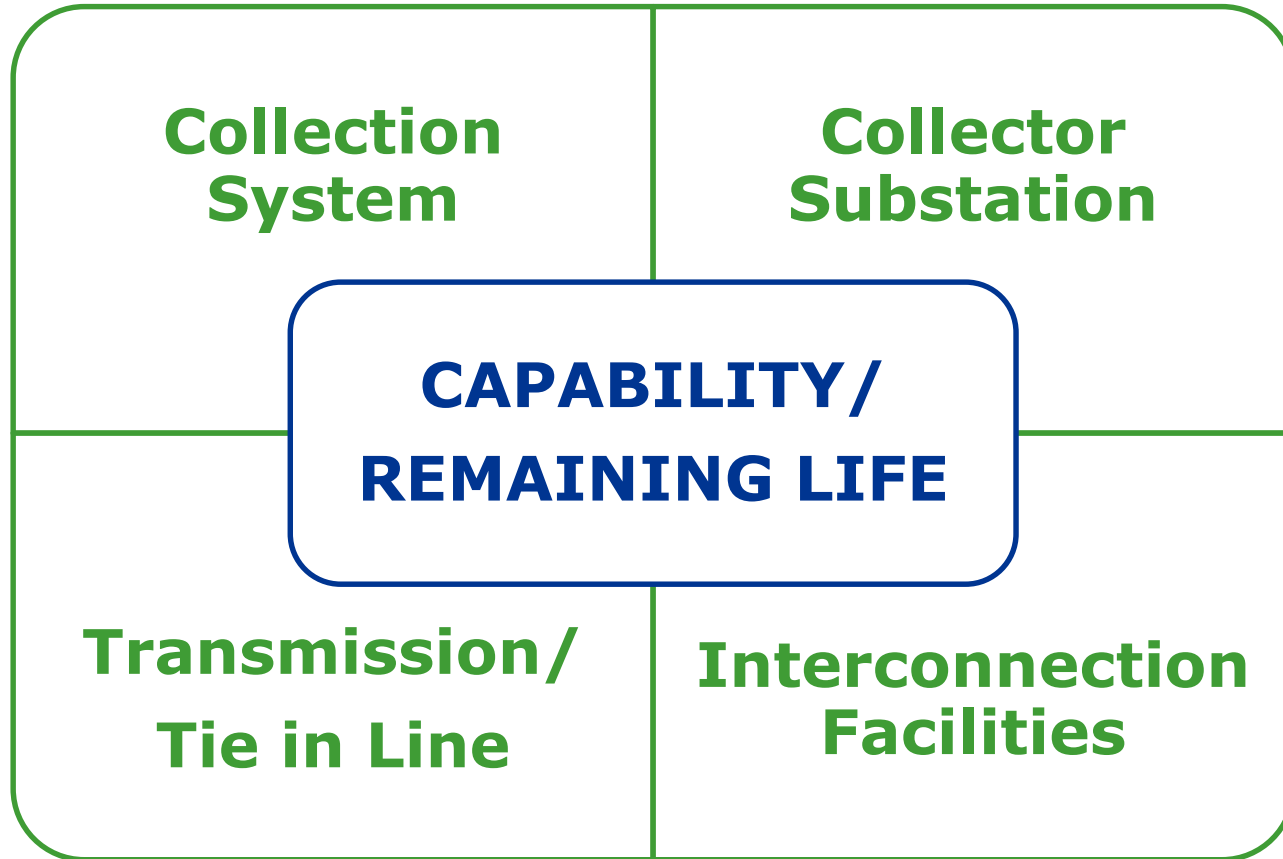 Collection
System
Collector
Substation
CAPABILITY/
REMAINING LIFE
Transmission/
Tie in Line
Interconnection
Facilities